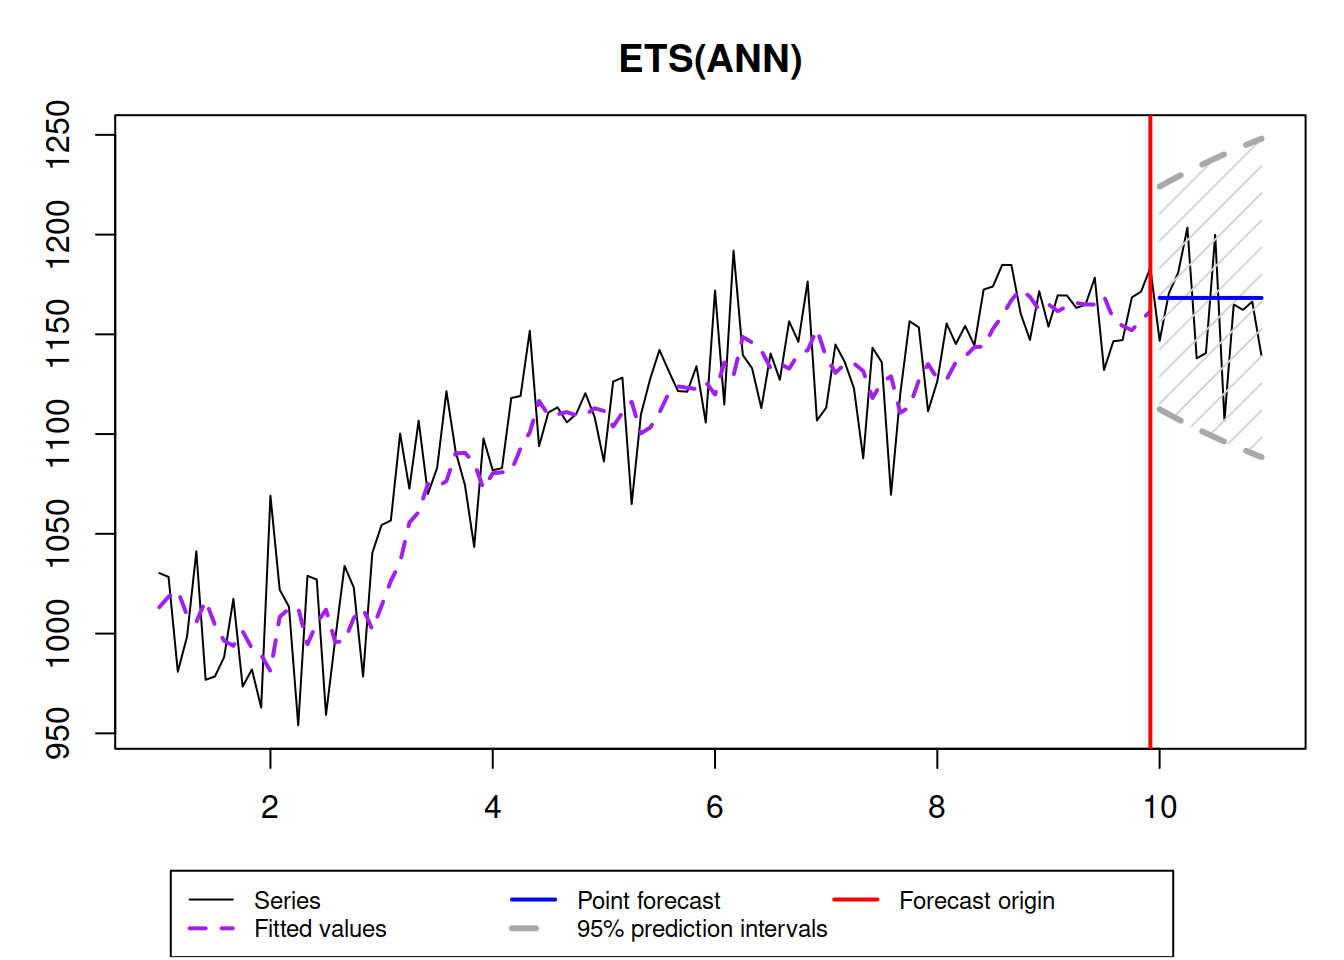 ETS(ANN)
1250
1200
1150
1100
1050
1000
950
2 4 6 8 10
Series Point forecast Forecast origin
Fitted values 95% prediction intervals